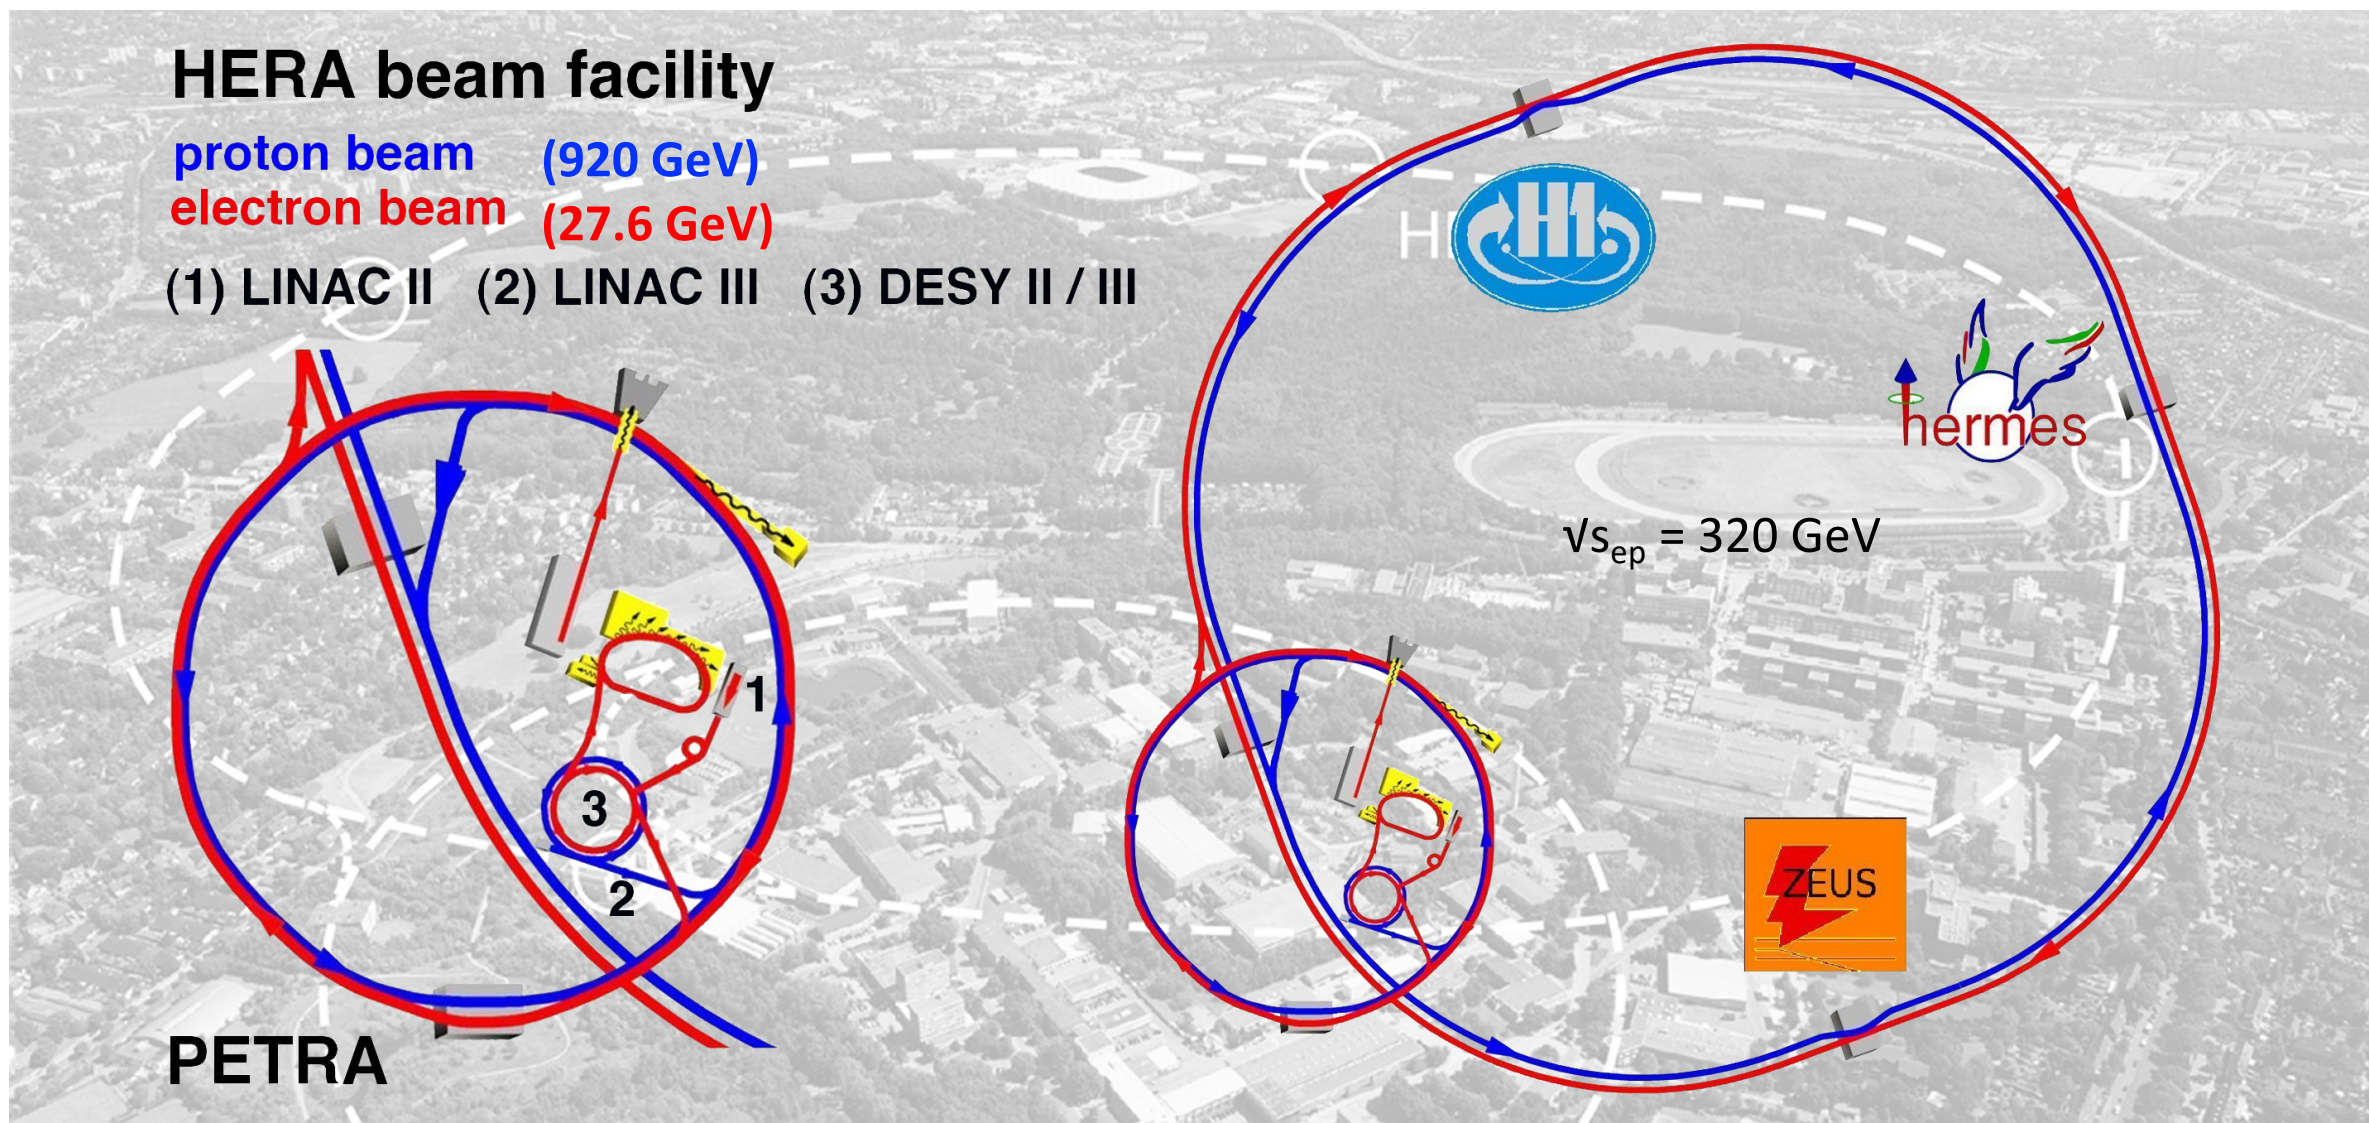 HERA beam facility
proton beam (920 GeV)
electron beam (27.6 GeV)
(1) LINAC II (2) LINAC III (3) DESY II / III
H1
hermes
√sep = 320 GeV
1
3
2
ZEUS
PETRA